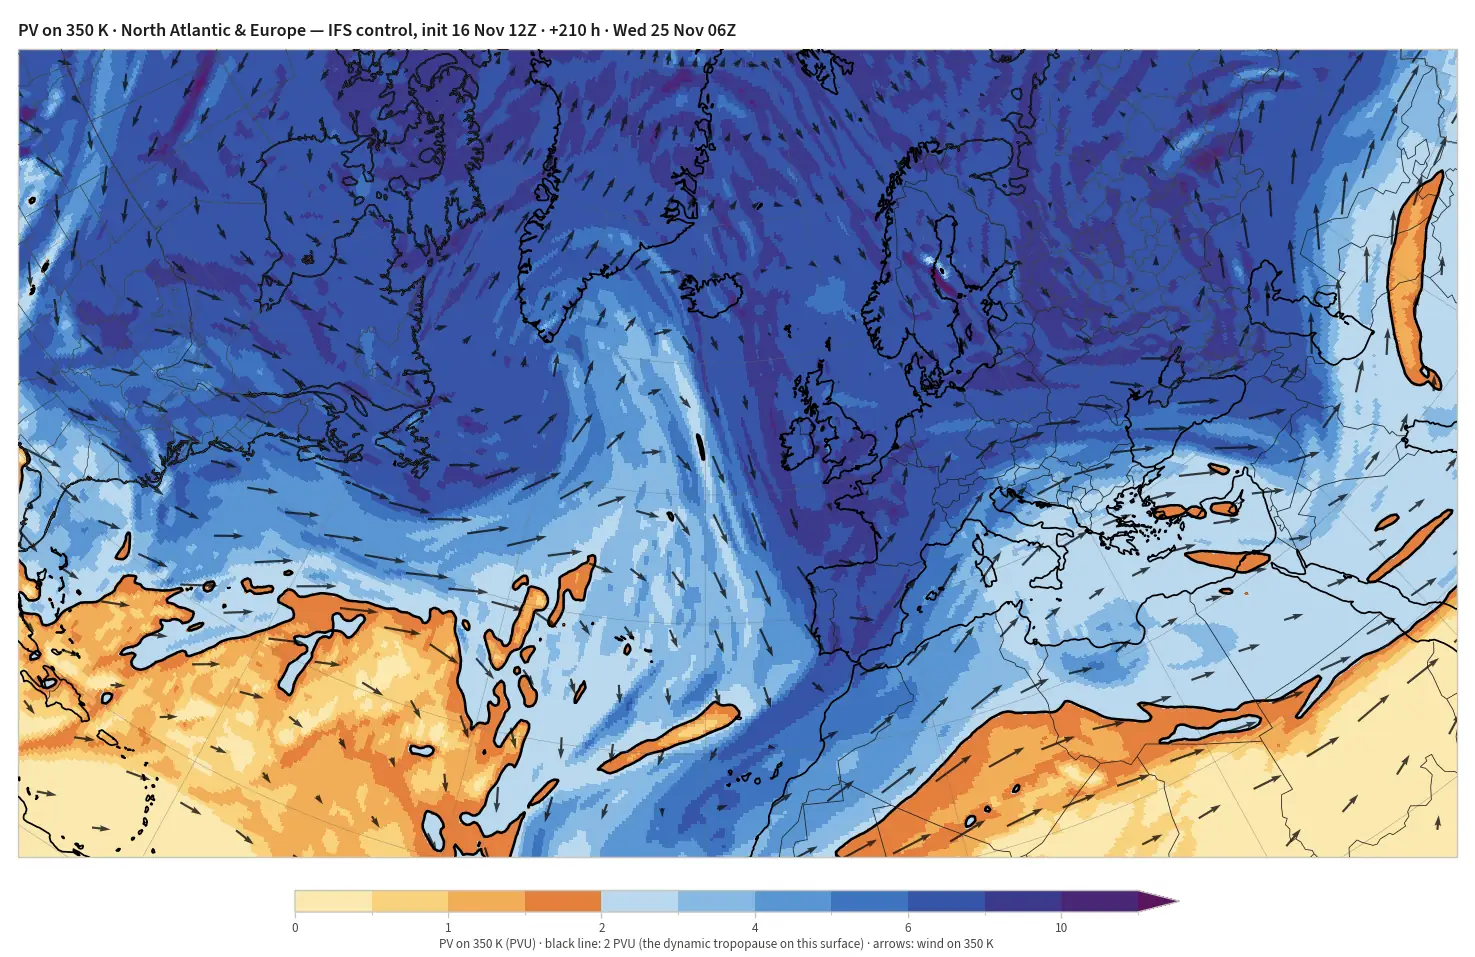 PV on 350 K · North Atlantic & Europe — IFS control, init 16 Nov 12Z · +210 h · Wed 25 Nov 06Z
0 1 2 4 6 10
PV on 350 K (PVU) · black line: 2 PVU (the dynamic tropopause on this surface) · arrows: wind on 350 K